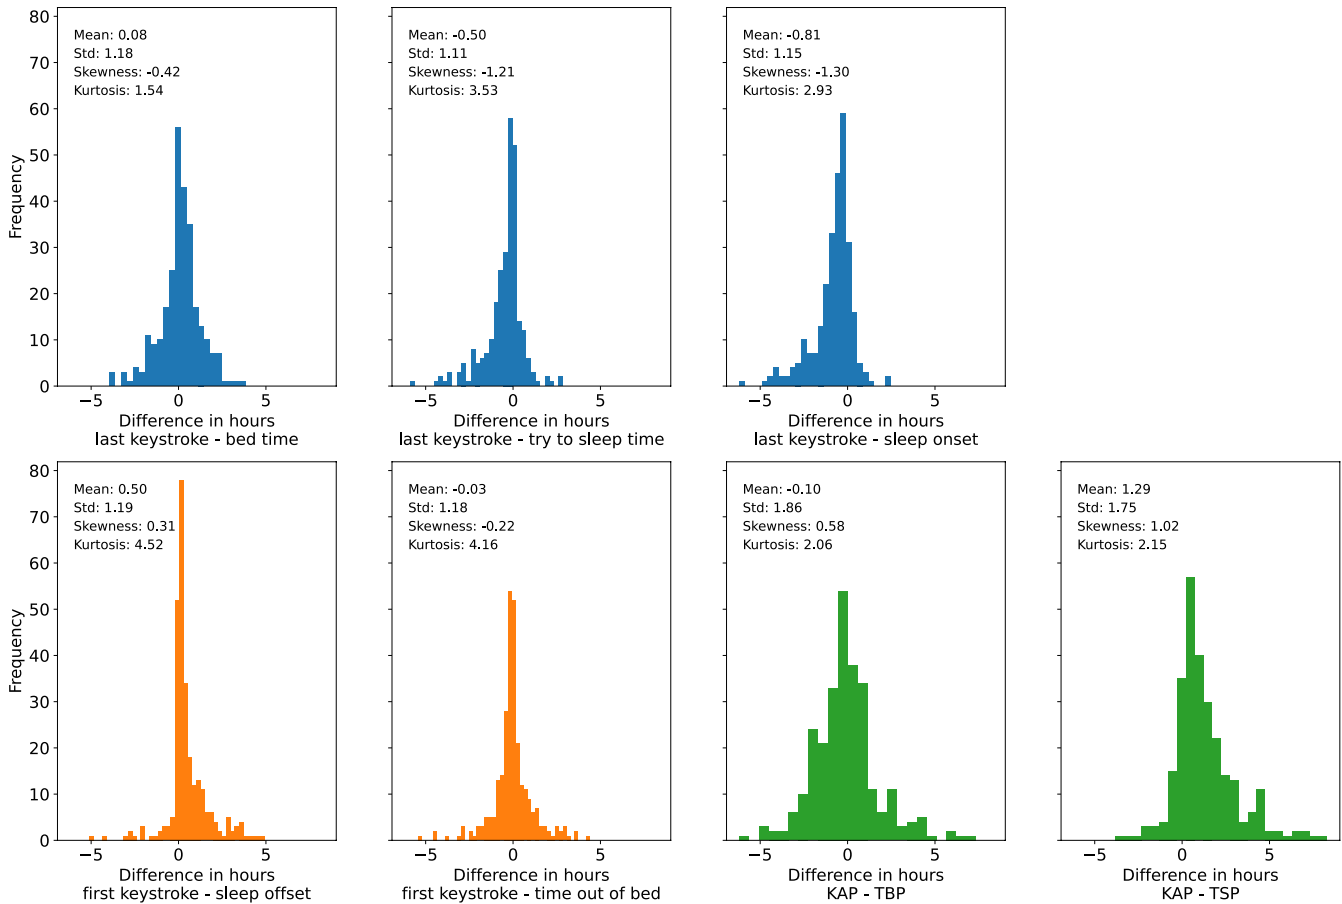 80
70
60
50
40
30
20
10
0
Frequency
Mean: 0.08
Std: 1.18
Skewness: -0.42
Kurtosis: 1.54
−5
0
5
Difference in hours
last keystroke - bed time
Mean: -0.50
Std: 1.11
Skewness: -1.21
Kurtosis: 3.53
−5
0
5
Difference in hours
last keystroke - try to sleep time
Mean: -0.81
Std: 1.15
Skewness: -1.30
Kurtosis: 2.93
−5
0
5
Difference in hours
last keystroke - sleep onset
80
70
60
50
40
30
20
10
0
Frequency
Mean: 0.50
Std: 1.19
Skewness: 0.31
Kurtosis: 4.52
−5
0
5
Difference in hours
first keystroke - sleep offset
Mean: -0.03
Std: 1.18
Skewness: -0.22
Kurtosis: 4.16
−5
0
5
Difference in hours
first keystroke - time out of bed
Mean: -0.10
Std: 1.86
Skewness: 0.58
Kurtosis: 2.06
−5
0
5
Difference in hours
KAP - TBP
Mean: 1.29
Std: 1.75
Skewness: 1.02
Kurtosis: 2.15
−5
0
5
Difference in hours
KAP - TSP